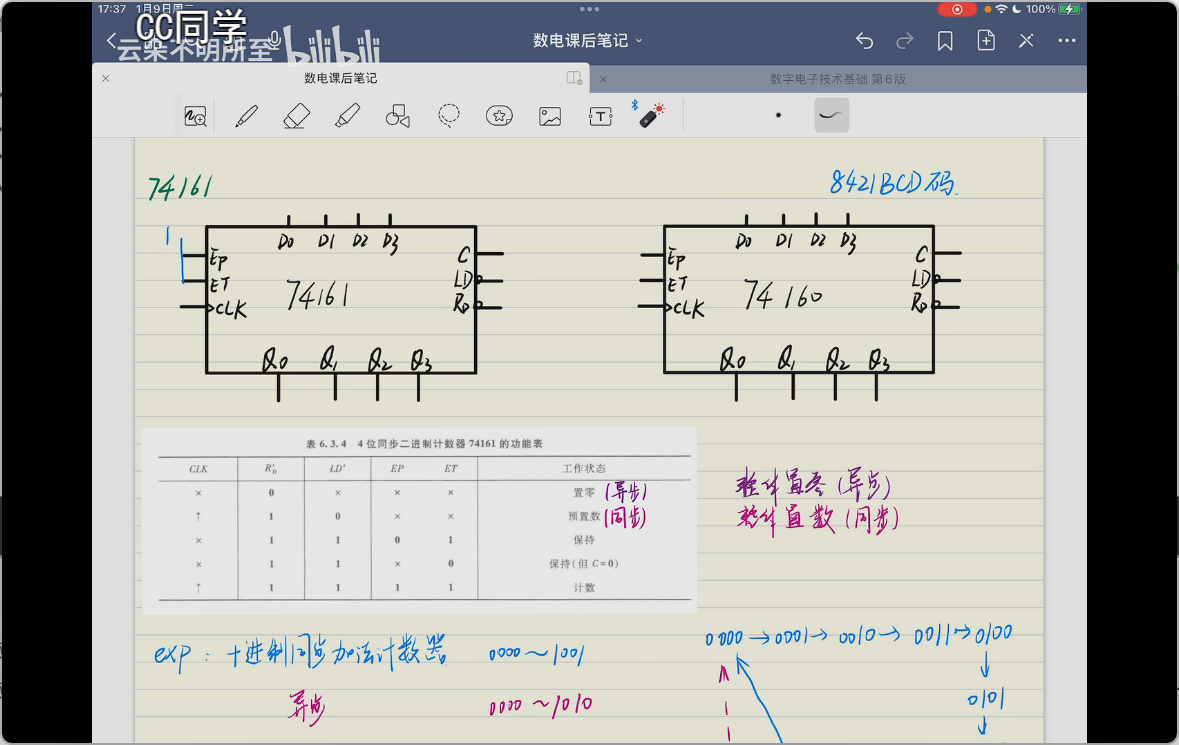 17:37 1月9日周二
100%
CC同学
云朵不明所至 bilibili
数电课后笔记
数电课后笔记
数字电子技术基础 第6版
74161
8421BCD码.
1
D0 D1 D2 D3
EP
ET
CLK
C
LD
RD
74161
Q0 Q1 Q2 Q3
D0 D1 D2 D3
EP
ET
CLK
C
LD
RD
74160
Q0 Q1 Q2 Q3
表 6.3.4 4 位同步二进制计数器 74161 的功能表
CLK R'D LD' EP ET 工作状态
× 0 × × × 置零 (异步)
↑ 1 0 × × 预置数 (同步)
× 1 1 0 1 保持
× 1 1 × 0 保持(但 C=0)
↑ 1 1 1 1 计数
整体置零 (异步)
整体置数 (同步)
exp: 十进制同步加法计数器 0000~1001
异步 0000~1010
0000→0001→0010→0011→0100
↓
0101
↓